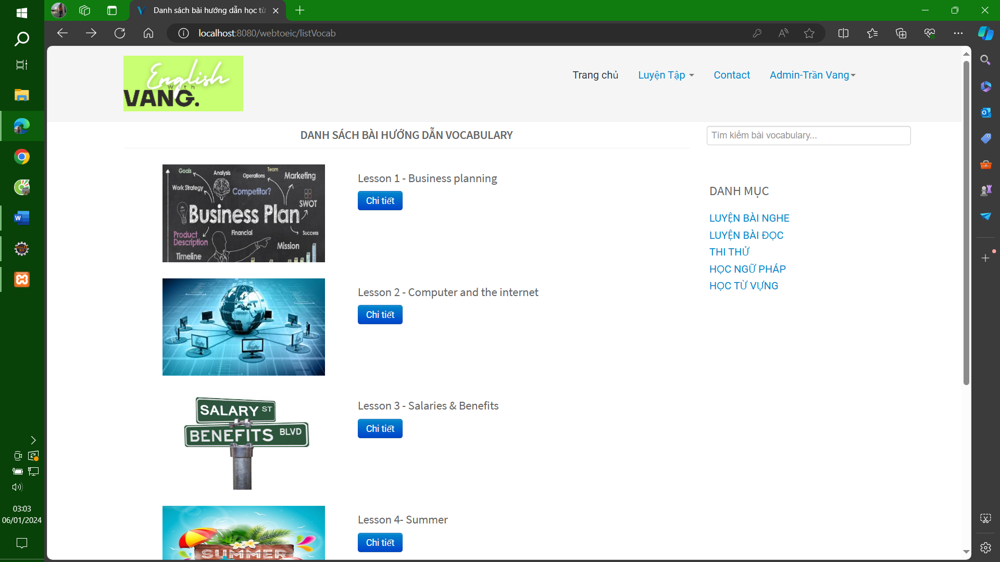 Danh sách bài hướng dẫn học từ
localhost:8080/webtoeic/listVocab
English
with
VANG.
Trang chủ
Luyện Tập
Contact
Admin-Trần Vang
DANH SÁCH BÀI HƯỚNG DẪN VOCABULARY
Tìm kiếm bài vocabulary...
Goals
Analysis
Operations
Team
Marketing
Work Strategy
Competitor?
SWOT
Business Plan
Product
Description
Financial
Success
Mission
Timeline
Lesson 1 - Business planning
Chi tiết
DANH MỤC
LUYỆN BÀI NGHE
LUYỆN BÀI ĐỌC
THI THỬ
HỌC NGỮ PHÁP
HỌC TỪ VỰNG
Lesson 2 - Computer and the internet
Chi tiết
SALARY ST
BENEFITS BLVD
Lesson 3 - Salaries & Benefits
Chi tiết
SUMMER
Lesson 4- Summer
Chi tiết
03:03
06/01/2024